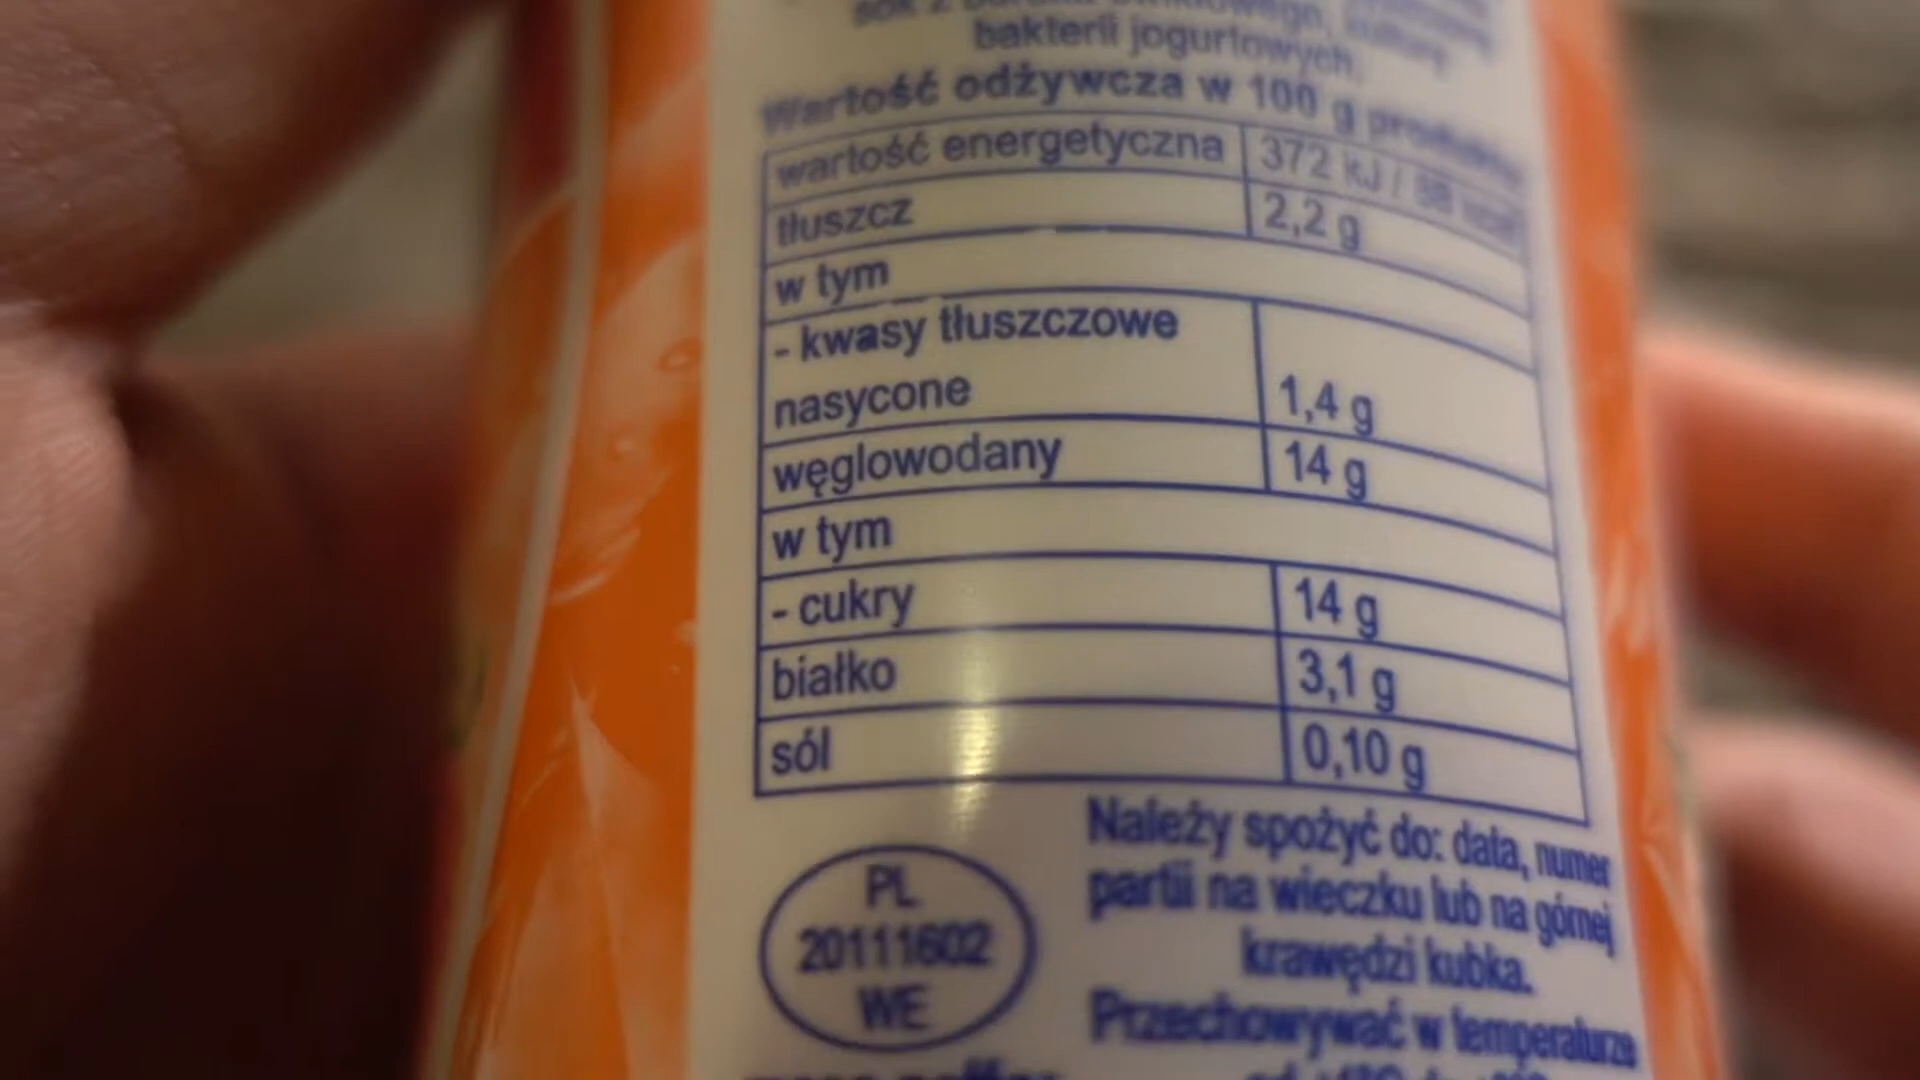 bakterii jogurtowych.
Wartość odżywcza w 100 g produktu
wartość energetyczna 372 kJ / 88 kcal
tłuszcz 2,2 g
w tym
- kwasy tłuszczowe
nasycone 1,4 g
węglowodany 14 g
w tym
- cukry 14 g
białko 3,1 g
sól 0,10 g
Należy spożyć do: data, numer
partii na wieczku lub na górnej
krawędzi kubka.
PL
20111602
WE
Przechowywać w temperaturze